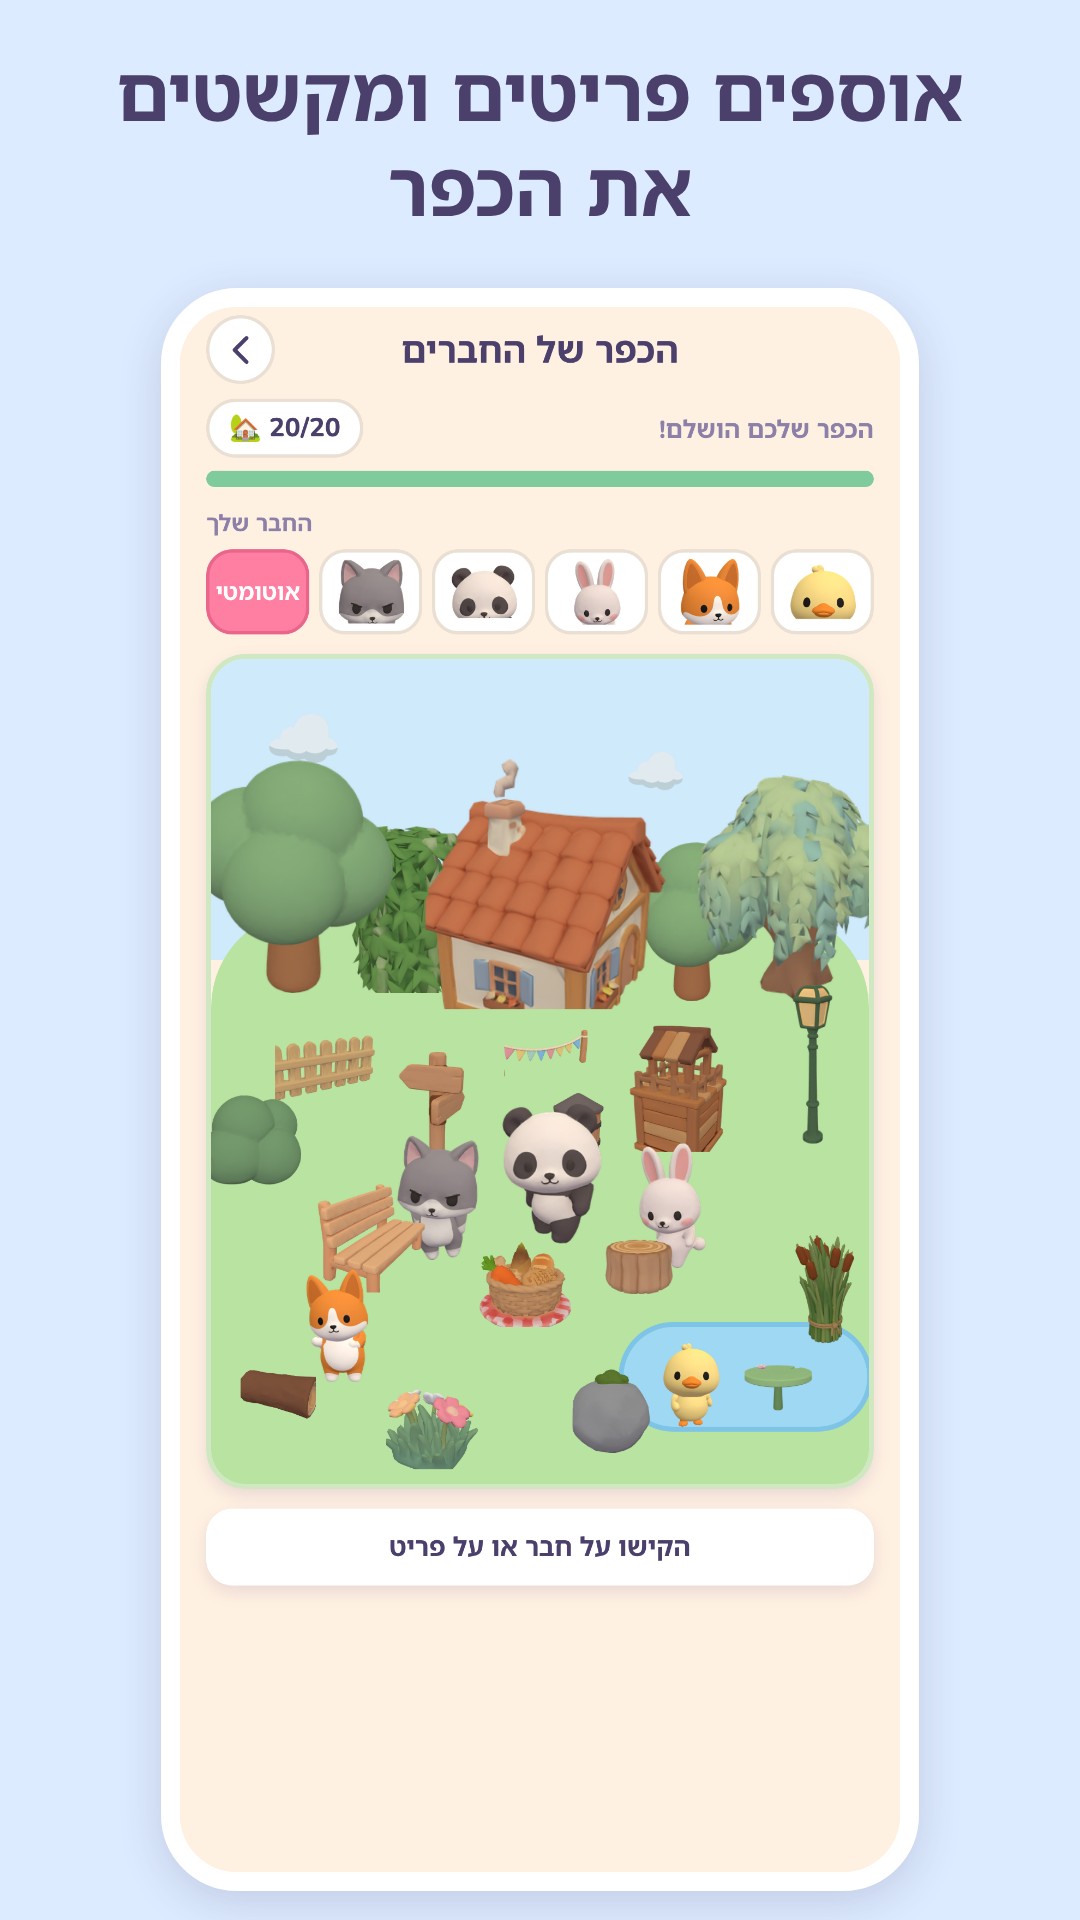 אוספים פריטים ומקשטים
את הכפר
הכפר של החברים
הכפר שלכם הושלם!
20/20
החבר שלך
אוטומטי
הקישו על חבר או על פריט